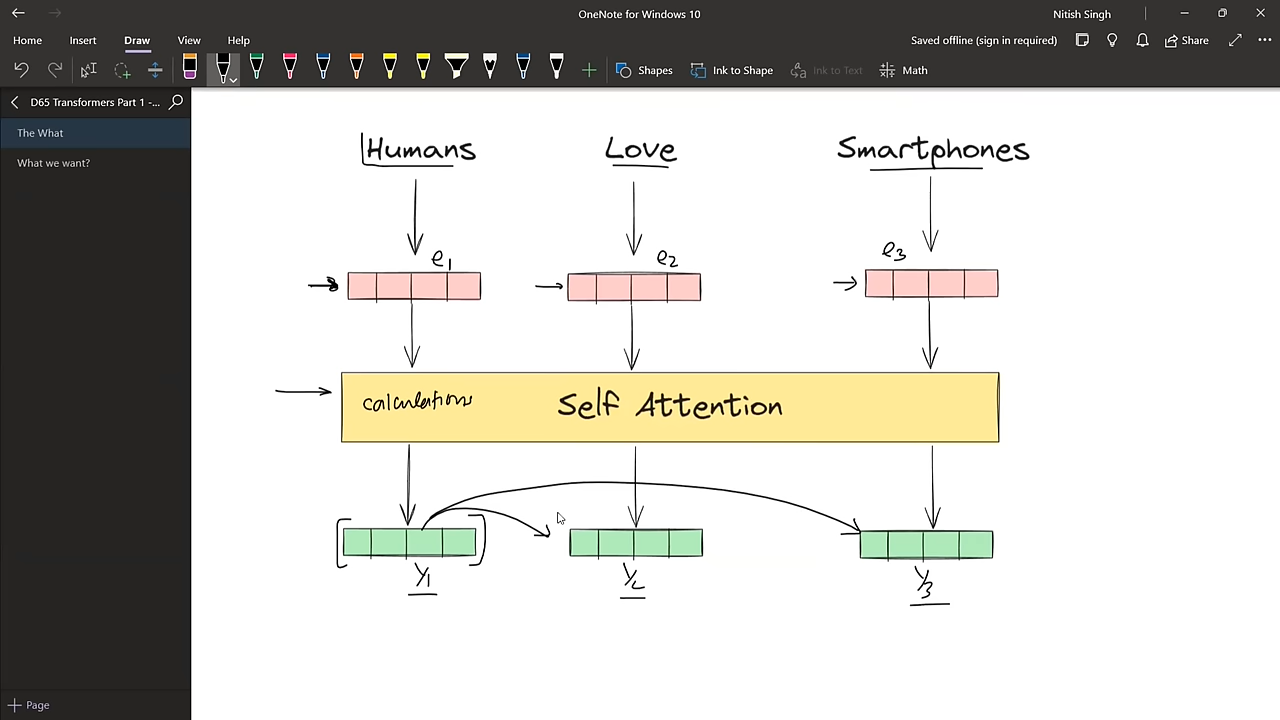 OneNote for Windows 10
Nitish Singh
Home Insert Draw View Help
Saved offline (sign in required)
Share
Shapes
Ink to Shape
Ink to Text
Math
D65 Transformers Part 1 -...
The What
What we want?
Humans Love Smartphones
e1 e2 e3
calculations Self Attention
y1 y2 y3
+ Page